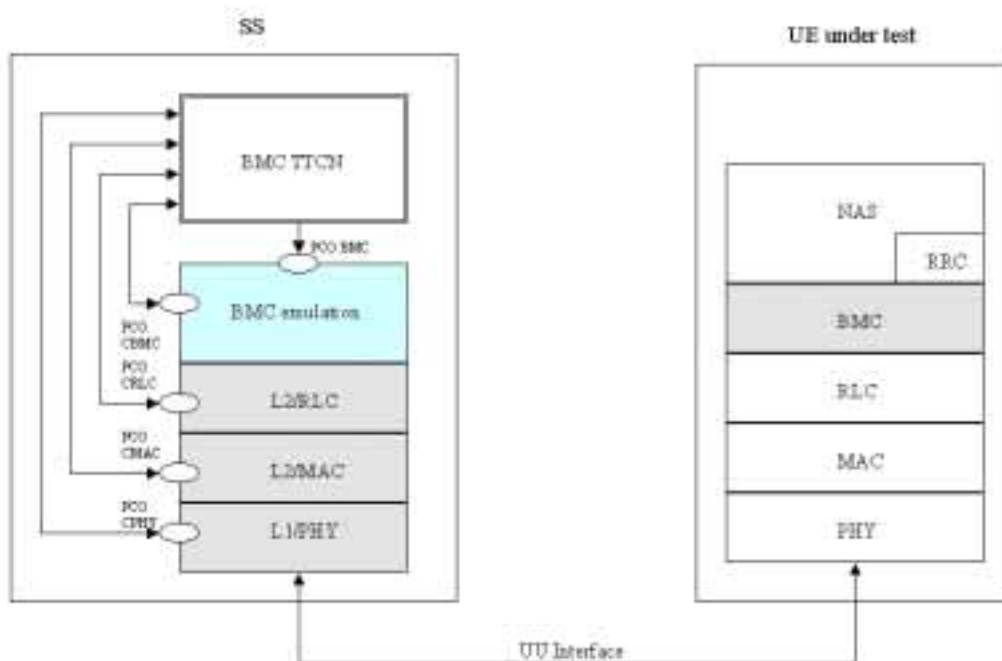 SS
BMC TTCN
PCO BMC
BMC emulation
PCO
CBMC
PCO
CRLC
L2/RLC
PCO
CMAC
L2/MAC
PCO
CPHY
L1/PHY
UE under test
NAS
RRC
BMC
RLC
MAC
PHY
UU Interface